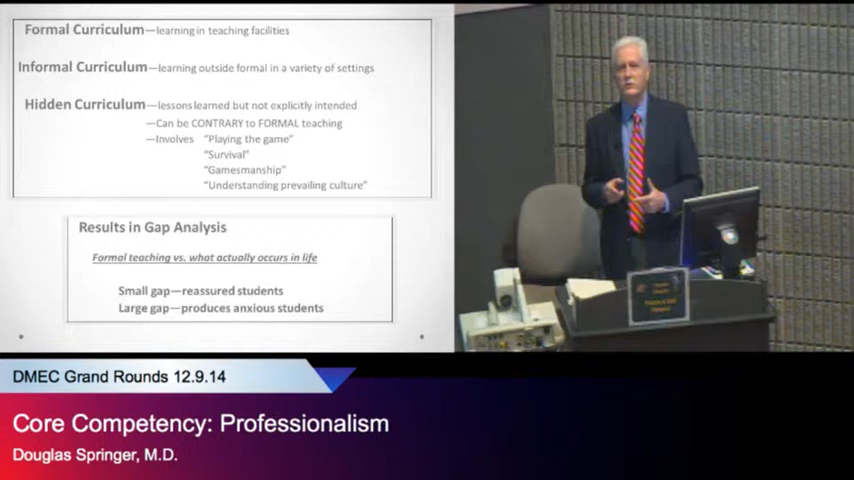 Formal Curriculum—learning in teaching facilities
Informal Curriculum—learning outside formal in a variety of settings
Hidden Curriculum—lessons learned but not explicitly intended
—Can be CONTRARY to FORMAL teaching
—Involves "Playing the game"
"Survival"
"Gamesmanship"
"Understanding prevailing culture"
Results in Gap Analysis
Formal teaching vs. what actually occurs in life
Small gap—reassured students
Large gap—produces anxious students
DMEC Grand Rounds 12.9.14
Core Competency: Professionalism
Douglas Springer, M.D.